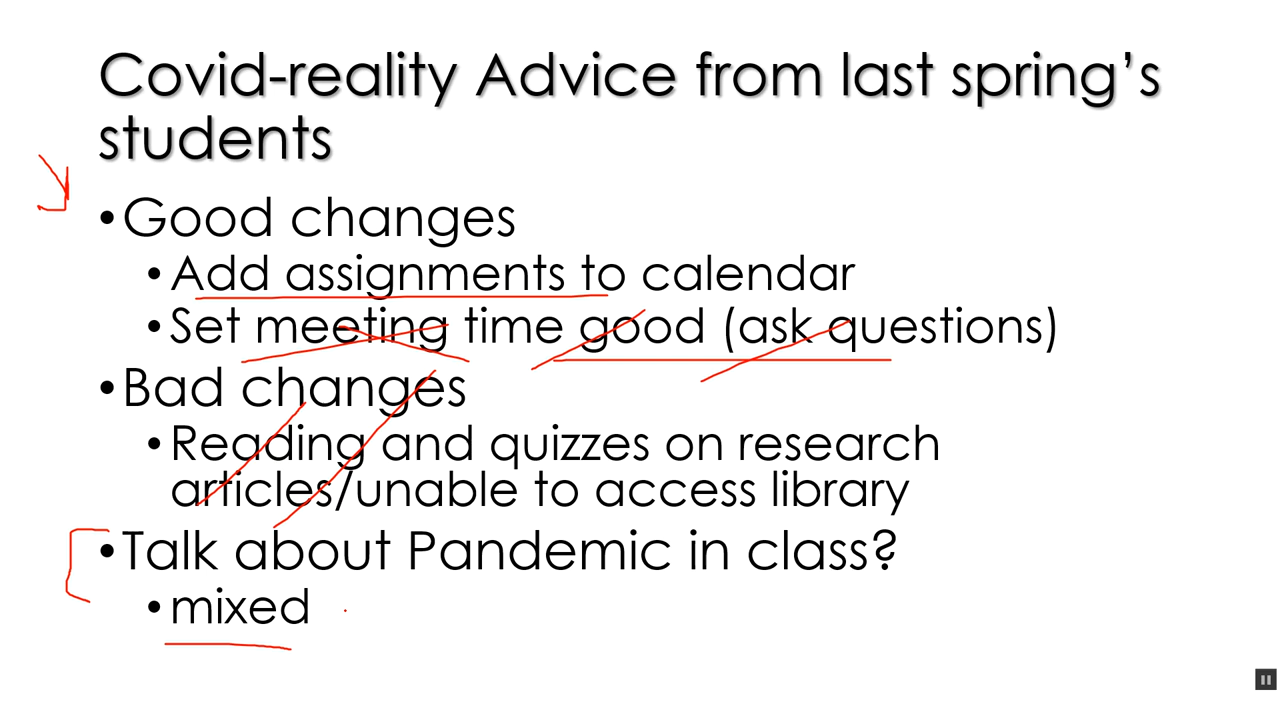 Covid-reality Advice from last spring’s
students
•Good changes
•Add assignments to calendar
•Set meeting time good (ask questions)
•Bad changes
•Reading and quizzes on research
articles/unable to access library
•Talk about Pandemic in class?
•mixed